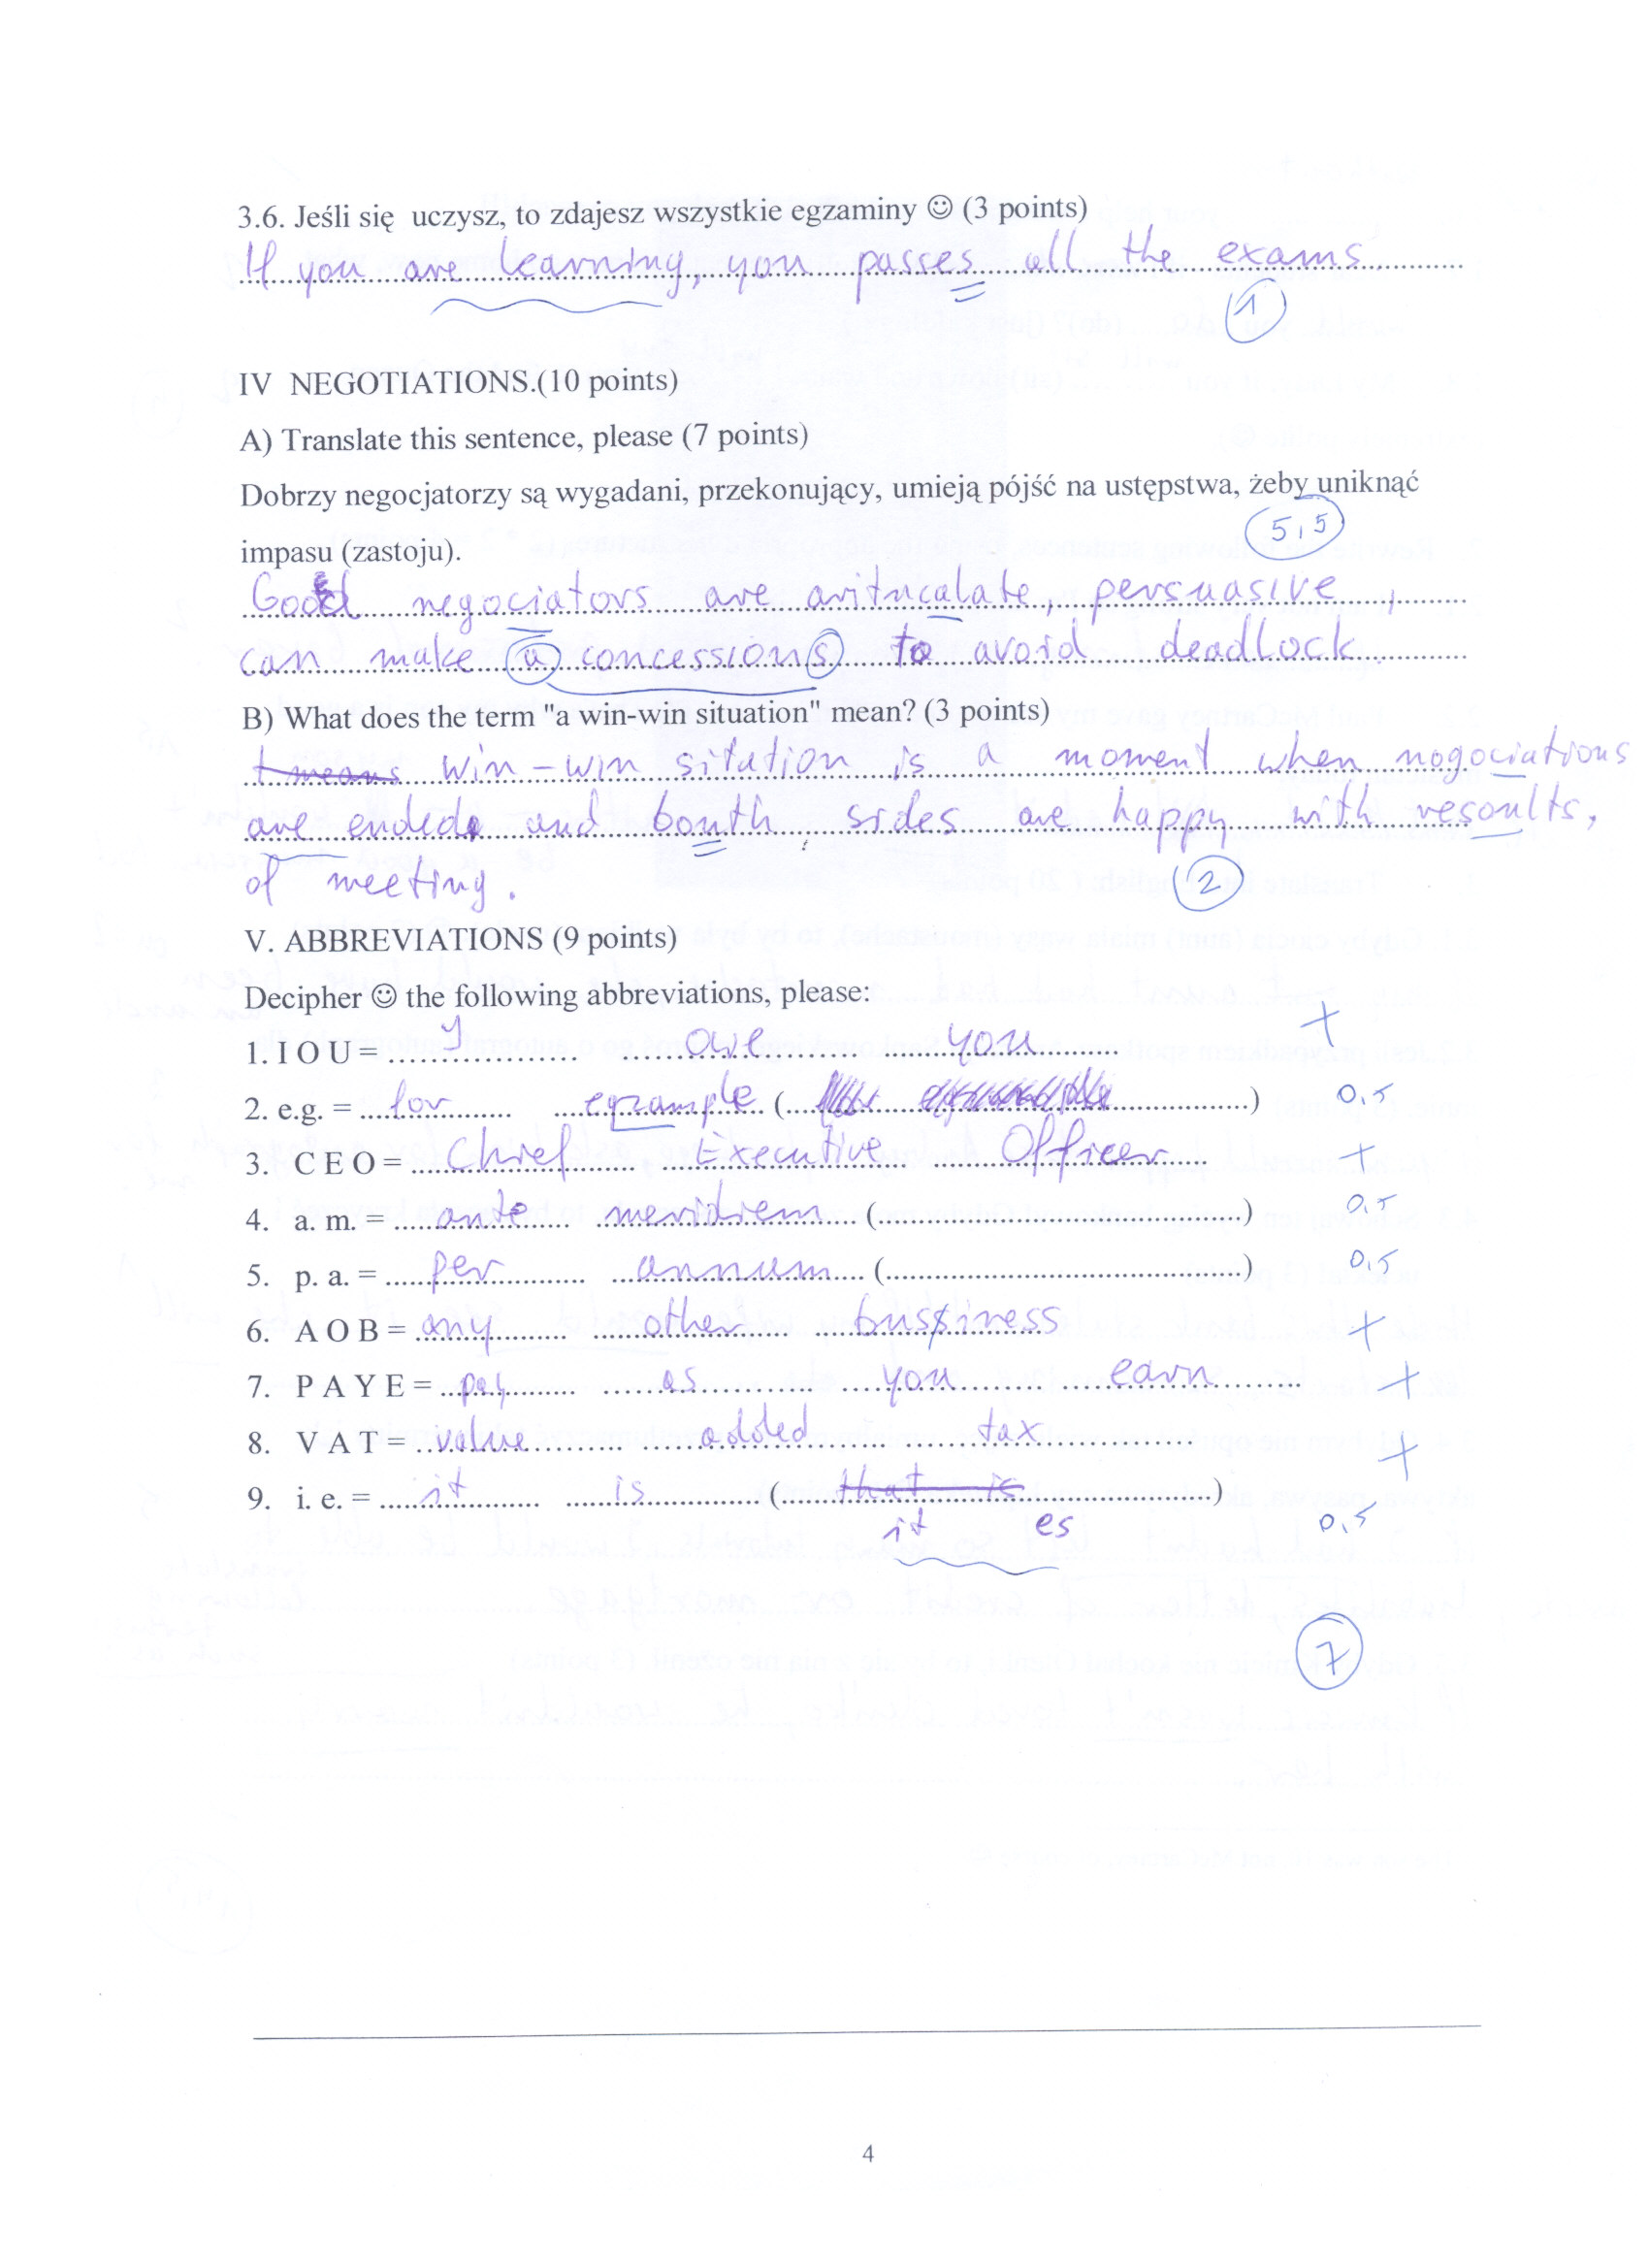 3.6. Jeśli się uczysz, to zdajesz wszystkie egzaminy ☺ (3 points)
If you are learning, you passes all the exams.
1
IV NEGOTIATIONS.(10 points)
A) Translate this sentence, please (7 points)
Dobrzy negocjatorzy są wygadani, przekonujący, umieją pójść na ustępstwa, żeby uniknąć
5,5
impasu (zastoju).
Good negociators are aritucalate, persuasive,
can make a concessions to avoid deadlock.
B) What does the term "a win-win situation" mean? (3 points)
t means win-win sitation is a moment when nogociations
are ended and bouth sides are happy with resoults,
of meeting.
2
V. ABBREVIATIONS (9 points)
Decipher ☺ the following abbreviations, please:
1. I O U = I owe you +
2. e.g. = for egzample ( ) 0,5
3. C E O = Chief Executive Officer +
4. a. m. = ante meridiem ( ) 0,5
5. p. a. = per annum ( ) 0,5
6. A O B = any other bussiness +
7. P A Y E = pay as you earn +
8. V A T = value added tax +
9. i. e. = it is ( that is )
it es 0,5
7
4